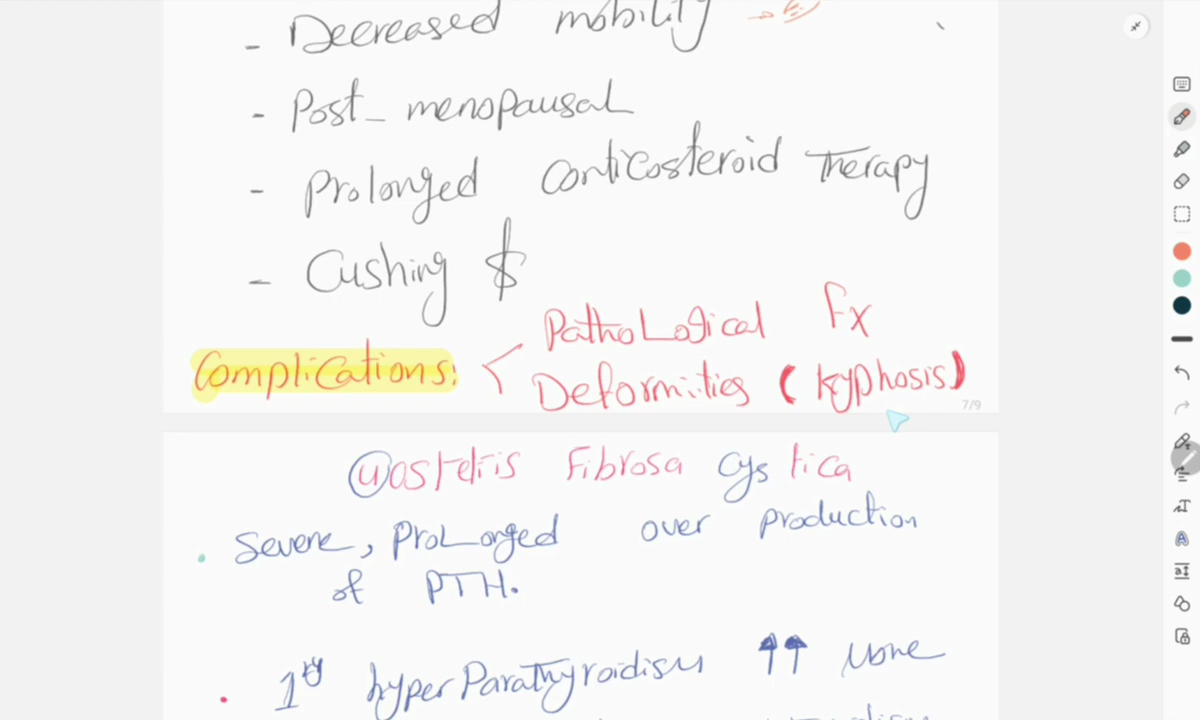 - Decreased mobility →
- Post_ menopausal
- Prolonged corticosteroid Therapy
- Cushing $
Complications: < Pathological Fx
Deformities (kyphosis)
7/9
④ osteitis Fibrosa cystica
• Severe, Prolonged over production
of PTH.
• 1ry hyperParathyroidism ↑↑ bone